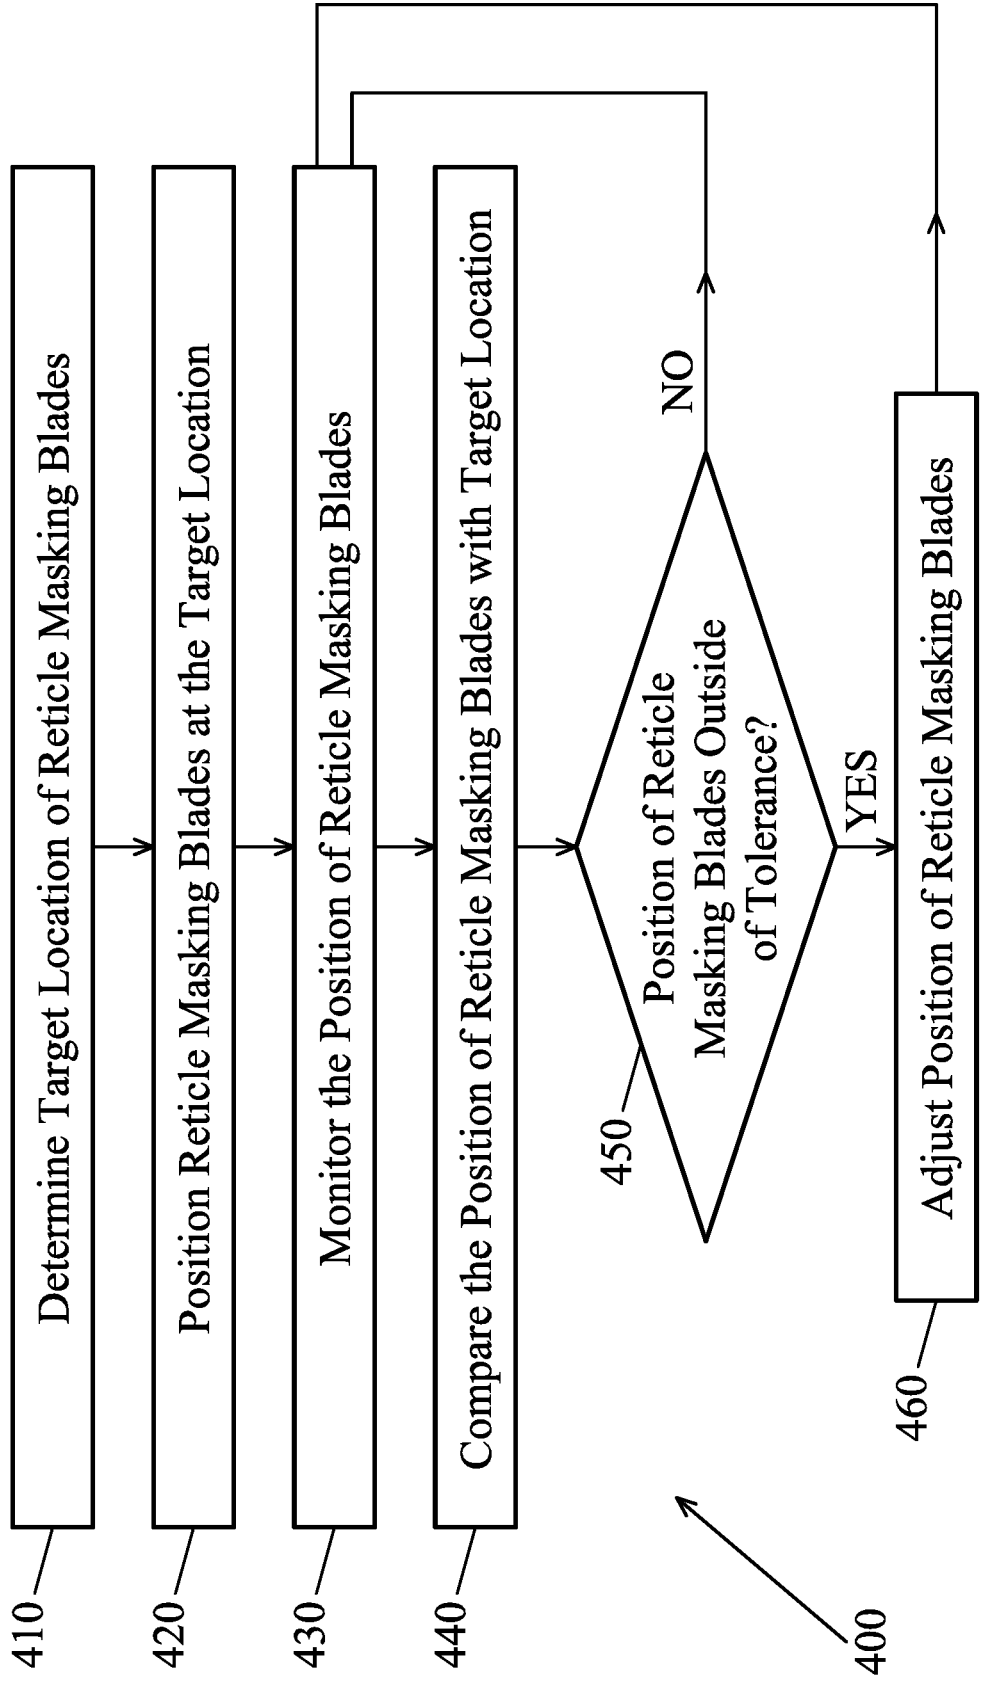 410
Determine Target Location of Reticle Masking Blades
420
Position Reticle Masking Blades at the Target Location
430
Monitor the Position of Reticle Masking Blades
440
Compare the Position of Reticle Masking Blades with Target Location
450
Position of Reticle
Masking Blades Outside
of Tolerance?
NO
YES
460
Adjust Position of Reticle Masking Blades
400